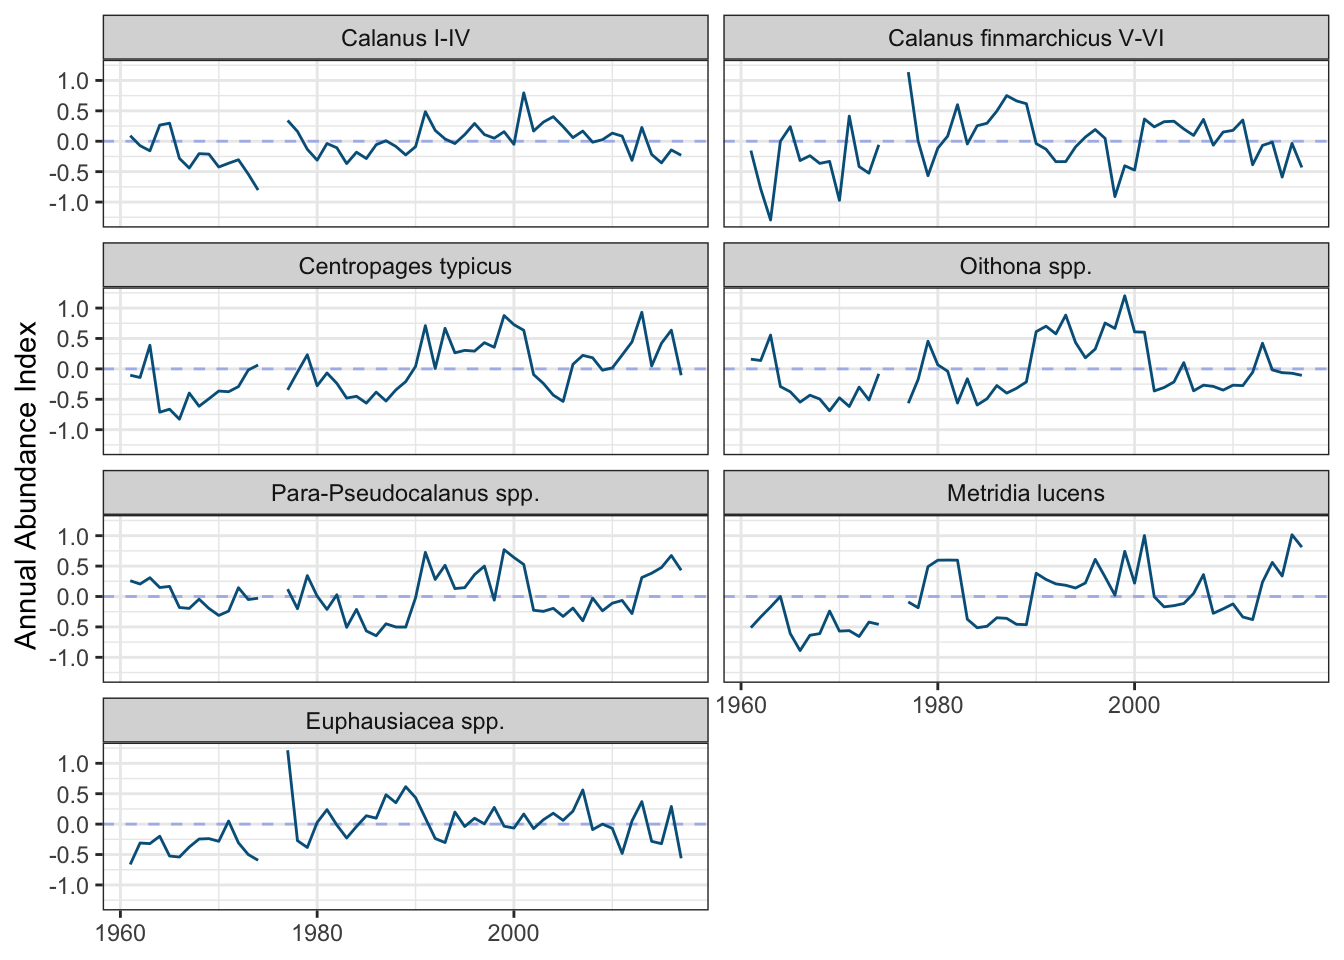 Annual Abundance Index
Calanus I-IV
Calanus finmarchicus V-VI
1.0
0.5
0.0
-0.5
-1.0
Centropages typicus
Oithona spp.
1.0
0.5
0.0
-0.5
-1.0
Para-Pseudocalanus spp.
Metridia lucens
1.0
0.5
0.0
-0.5
-1.0
1960 1980 2000
Euphausiacea spp.
1.0
0.5
0.0
-0.5
-1.0
1960 1980 2000